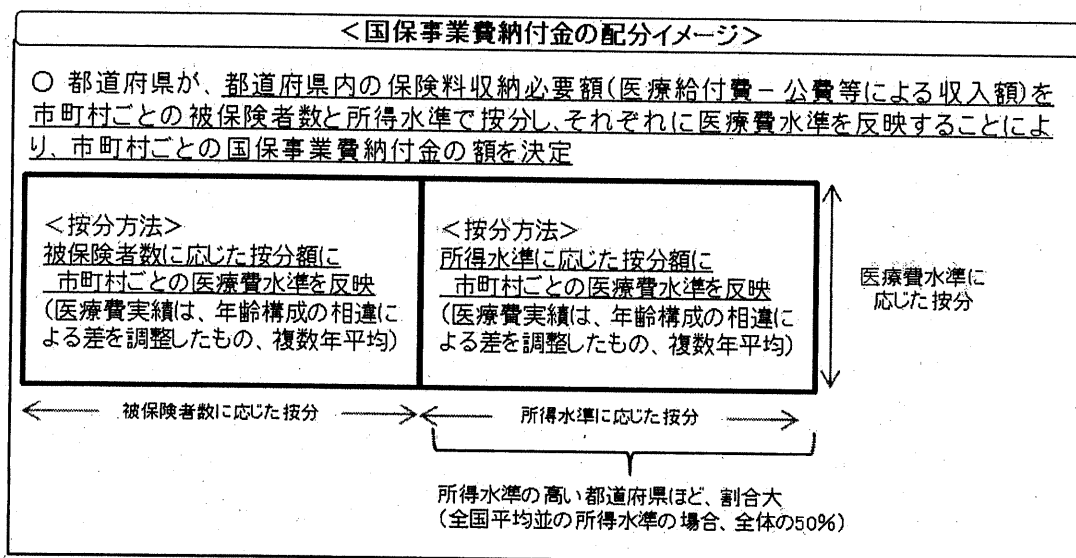 <国保事業費納付金の配分イメージ>
○ 都道府県が、都道府県内の保険料収納必要額(医療給付費－公費等による収入額)を
市町村ごとの被保険者数と所得水準で按分し、それぞれに医療費水準を反映することによ
り、市町村ごとの国保事業費納付金の額を決定
<按分方法>
被保険者数に応じた按分額に
市町村ごとの医療費水準を反映
(医療費実績は、年齢構成の相違に
よる差を調整したもの、複数年平均)
<按分方法>
所得水準に応じた按分額に
市町村ごとの医療費水準を反映
(医療費実績は、年齢構成の相違に
よる差を調整したもの、複数年平均)
医療費水準に
応じた按分
被保険者数に応じた按分
所得水準に応じた按分
所得水準の高い都道府県ほど、割合大
(全国平均並の所得水準の場合、全体の50%)